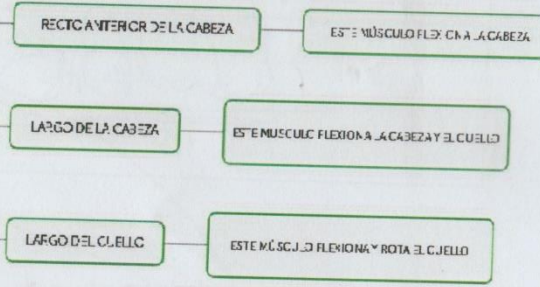 RECTO ANTERIOR DE LA CABEZA
ESTE MÚSCULO FLEXIONA LA CABEZA
LARGO DE LA CABEZA
ESTE MUSCULO FLEXIONA LA CABEZA Y EL CUELLO
LARGO DEL CUELLO
ESTE MÚSCULO FLEXIONA Y ROTA EL CUELLO